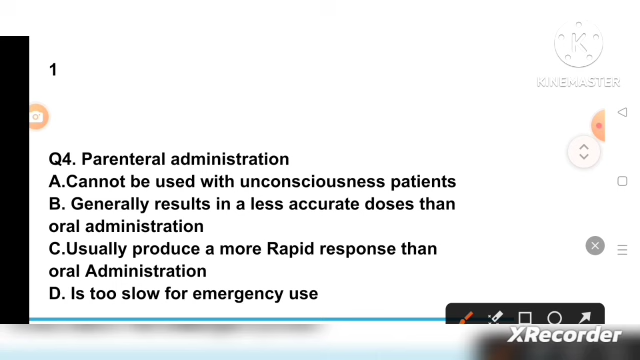 KINEMASTER
1
Q4. Parenteral administration
A.Cannot be used with unconsciousness patients
B. Generally results in a less accurate doses than
oral administration
C.Usually produce a more Rapid response than
oral Administration
D. Is too slow for emergency use
XRecorder